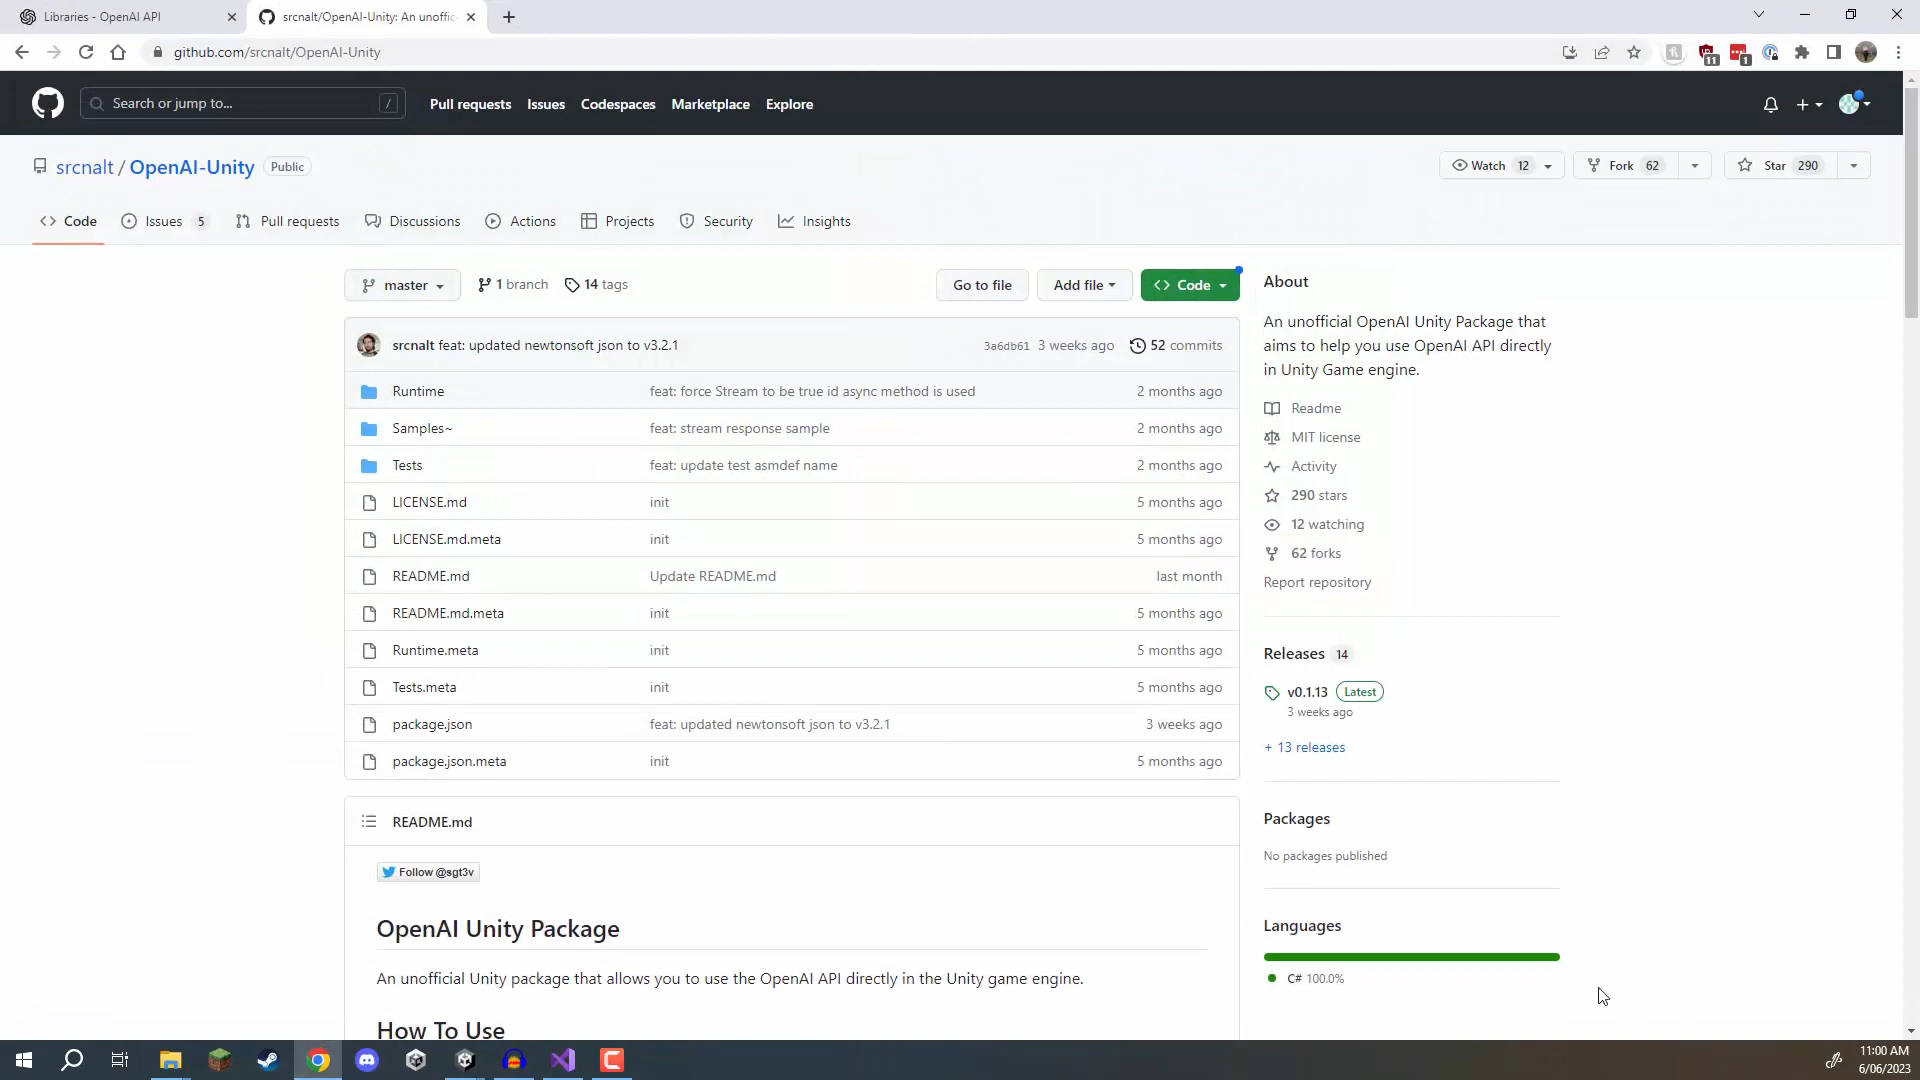 Libraries - OpenAI API
srcnalt/OpenAI-Unity: An unoffic
github.com/srcnalt/OpenAI-Unity
11
1
Search or jump to...
/
Pull requests
Issues
Codespaces
Marketplace
Explore
srcnalt / OpenAI-Unity
Public
Watch 12
Fork 62
Star 290
Code
Issues 5
Pull requests
Discussions
Actions
Projects
Security
Insights
master
1 branch
14 tags
Go to file
Add file
Code
srcnalt feat: updated newtonsoft json to v3.2.1
3a6db61 3 weeks ago
52 commits
Runtime feat: force Stream to be true id async method is used 2 months ago
Samples~ feat: stream response sample 2 months ago
Tests feat: update test asmdef name 2 months ago
LICENSE.md init 5 months ago
LICENSE.md.meta init 5 months ago
README.md Update README.md last month
README.md.meta init 5 months ago
Runtime.meta init 5 months ago
Tests.meta init 5 months ago
package.json feat: updated newtonsoft json to v3.2.1 3 weeks ago
package.json.meta init 5 months ago
README.md
Follow @sgt3v
OpenAI Unity Package
An unofficial Unity package that allows you to use the OpenAI API directly in the Unity game engine.
How To Use
About
An unofficial OpenAI Unity Package that
aims to help you use OpenAI API directly
in Unity Game engine.
Readme
MIT license
Activity
290 stars
12 watching
62 forks
Report repository
Releases 14
v0.1.13 Latest
3 weeks ago
+ 13 releases
Packages
No packages published
Languages
C# 100.0%
11:00 AM
6/06/2023